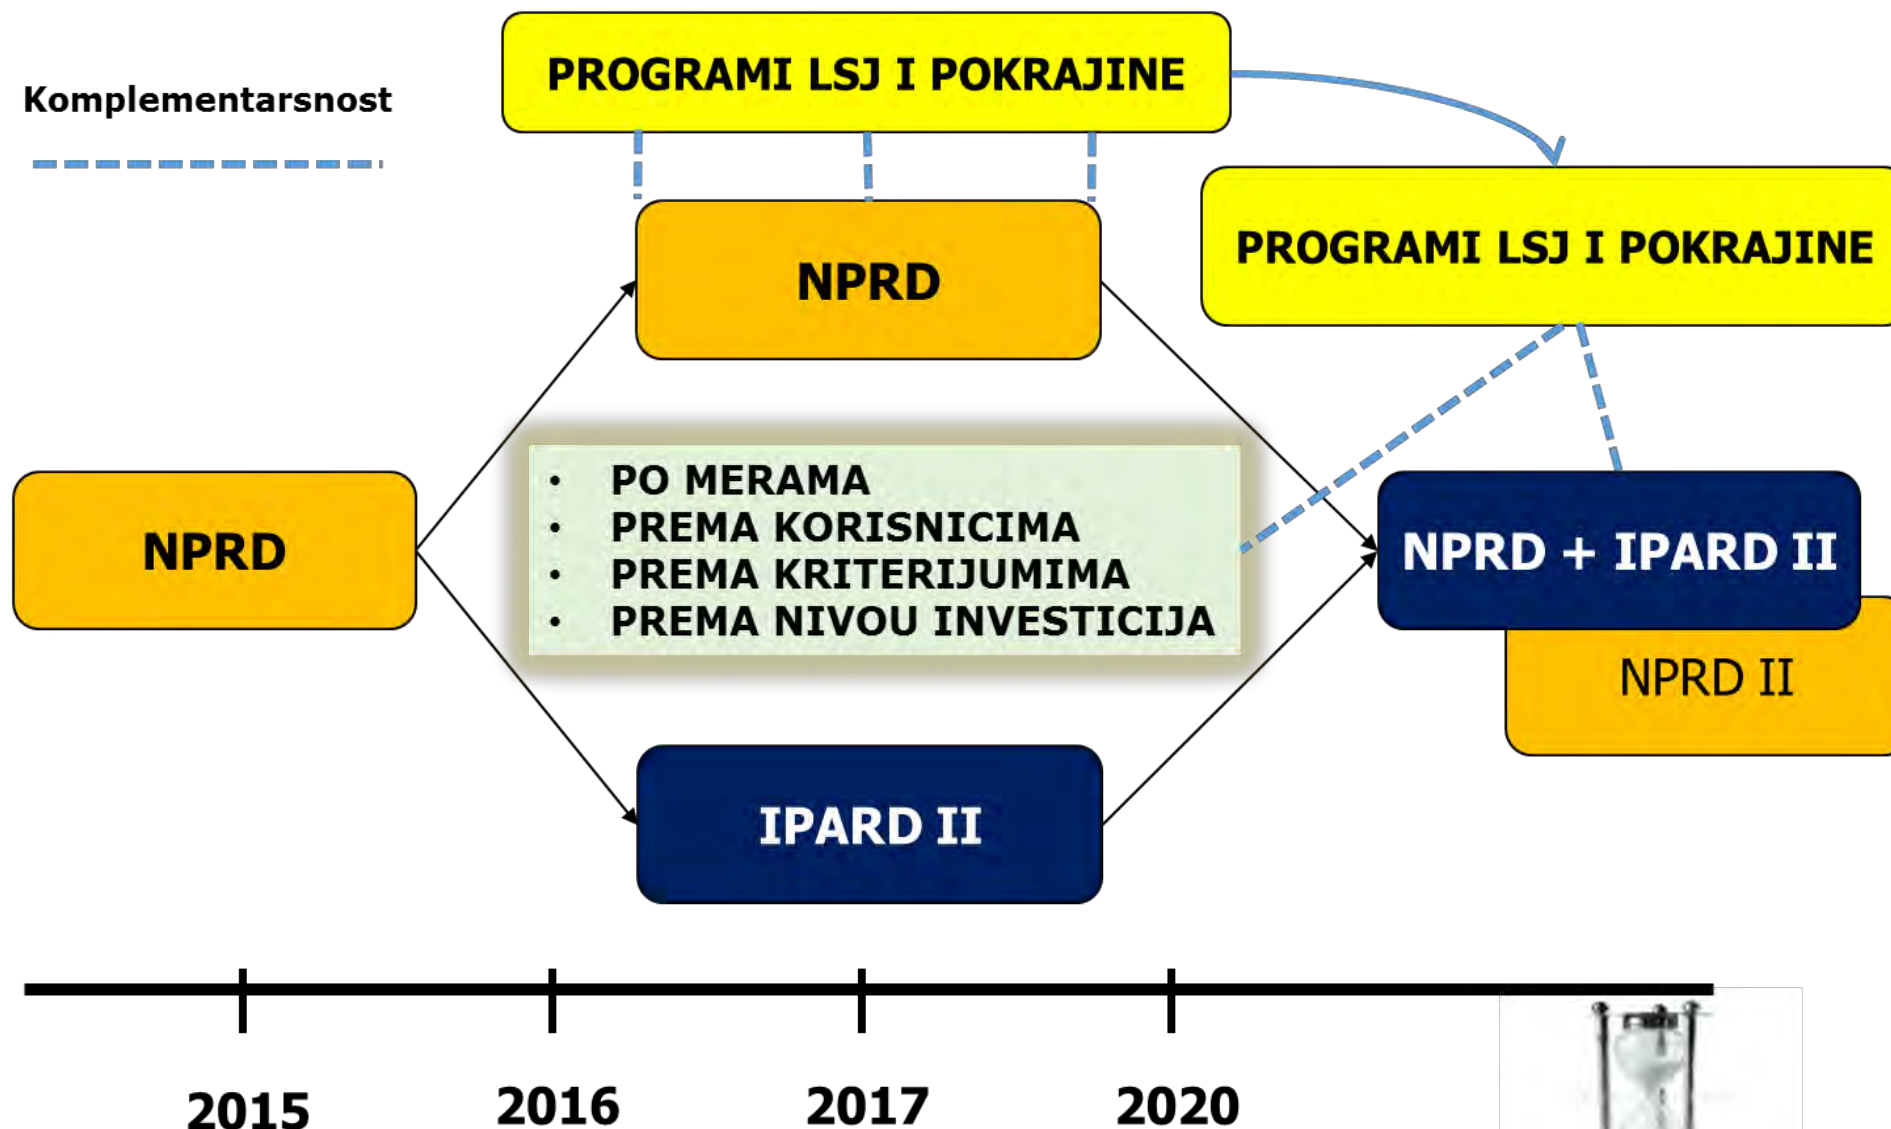 PROGRAMI LSJ I POKRAJINE
Komplementarsnost
PROGRAMI LSJ I POKRAJINE
NPRD
• PO MERAMA
• PREMA KORISNICIMA
• PREMA KRITERIJUMIMA
• PREMA NIVOU INVESTICIJA
NPRD
NPRD + IPARD II
NPRD II
IPARD II
2015
2016
2017
2020